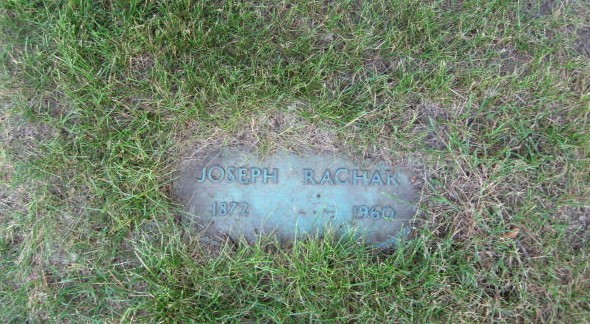 JOSEPH RACHAR
1872 - - 1960